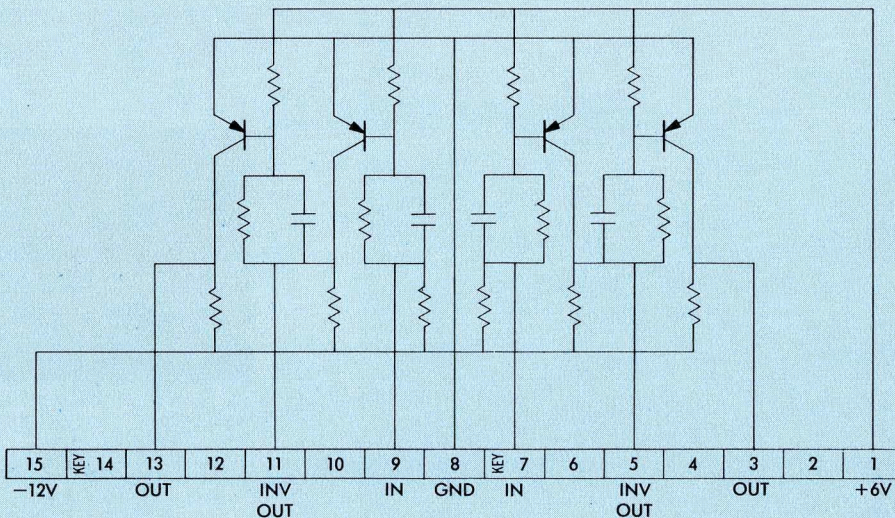 15 KEY 14 13 12 11 10 9 8 KEY 7 6 5 4 3 2 1
−12V OUT INV IN GND IN INV OUT +6V
OUT OUT